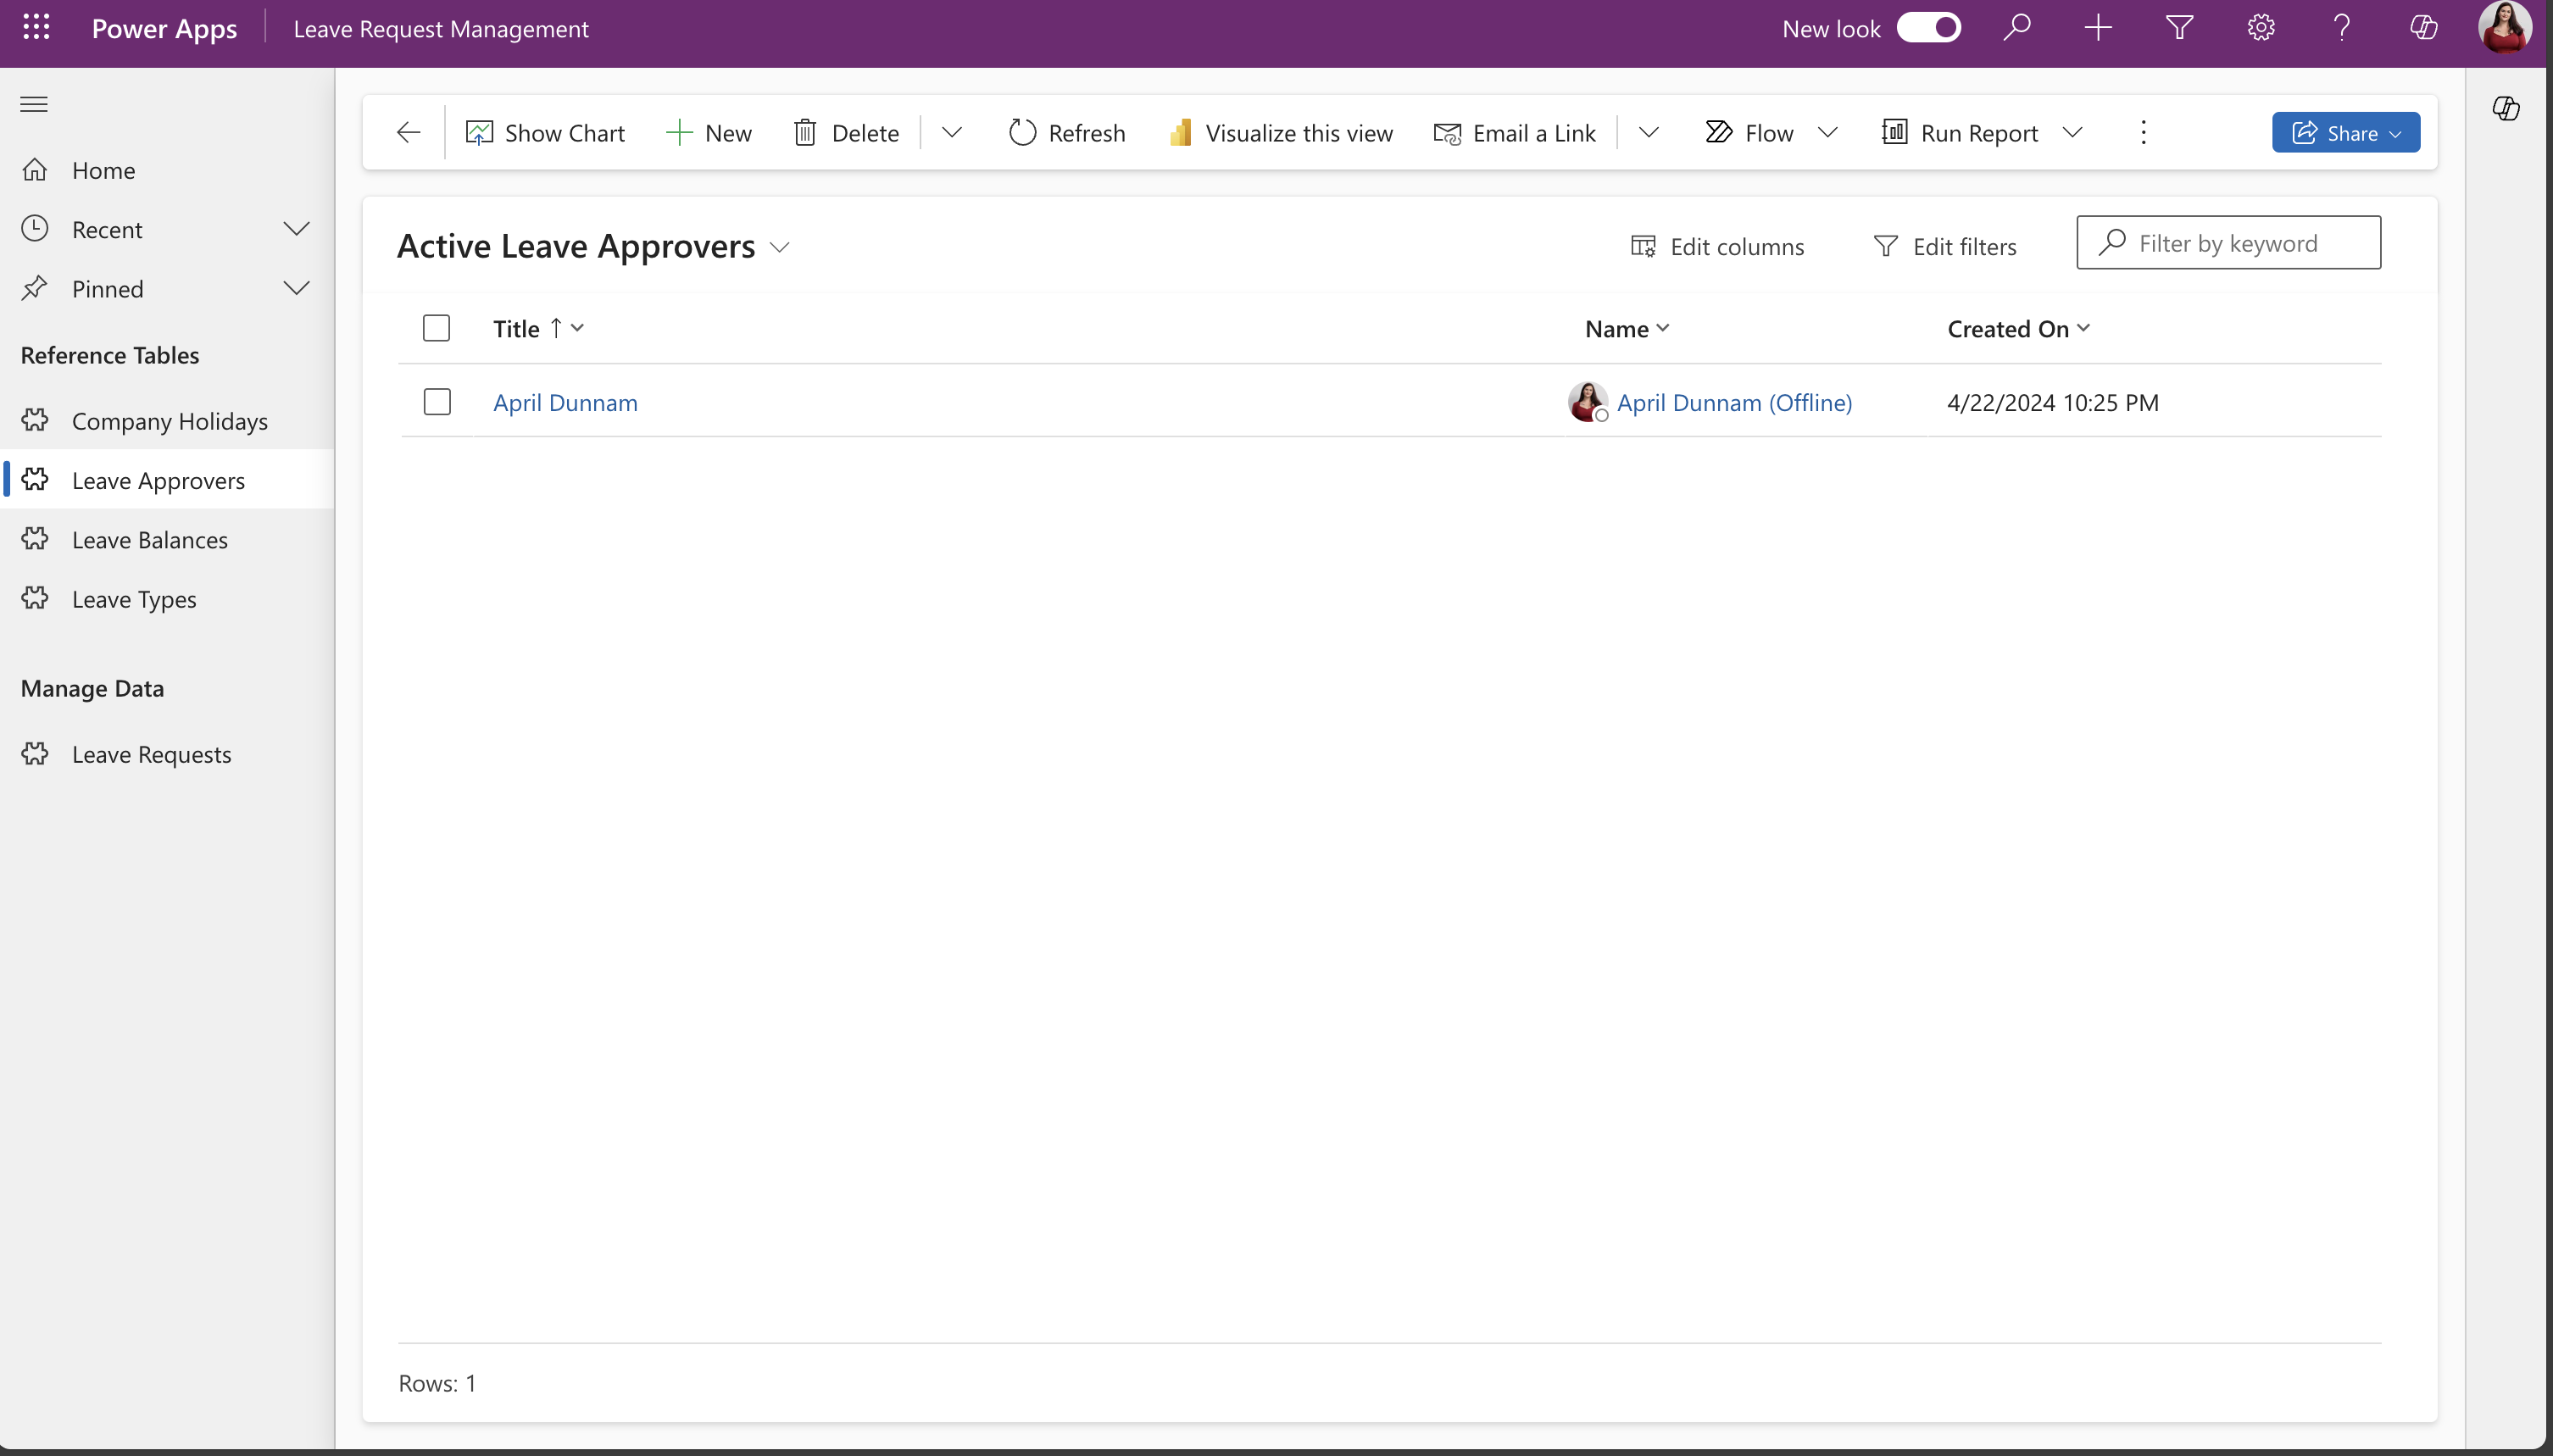 Power Apps
Leave Request Management
New look
Home
Recent
Pinned
Reference Tables
Company Holidays
Leave Approvers
Leave Balances
Leave Types
Manage Data
Leave Requests
Show Chart
New
Delete
Refresh
Visualize this view
Email a Link
Flow
Run Report
Share
Active Leave Approvers
Edit columns
Edit filters
Filter by keyword
Title
Name
Created On
April Dunnam
April Dunnam (Offline)
4/22/2024 10:25 PM
Rows: 1